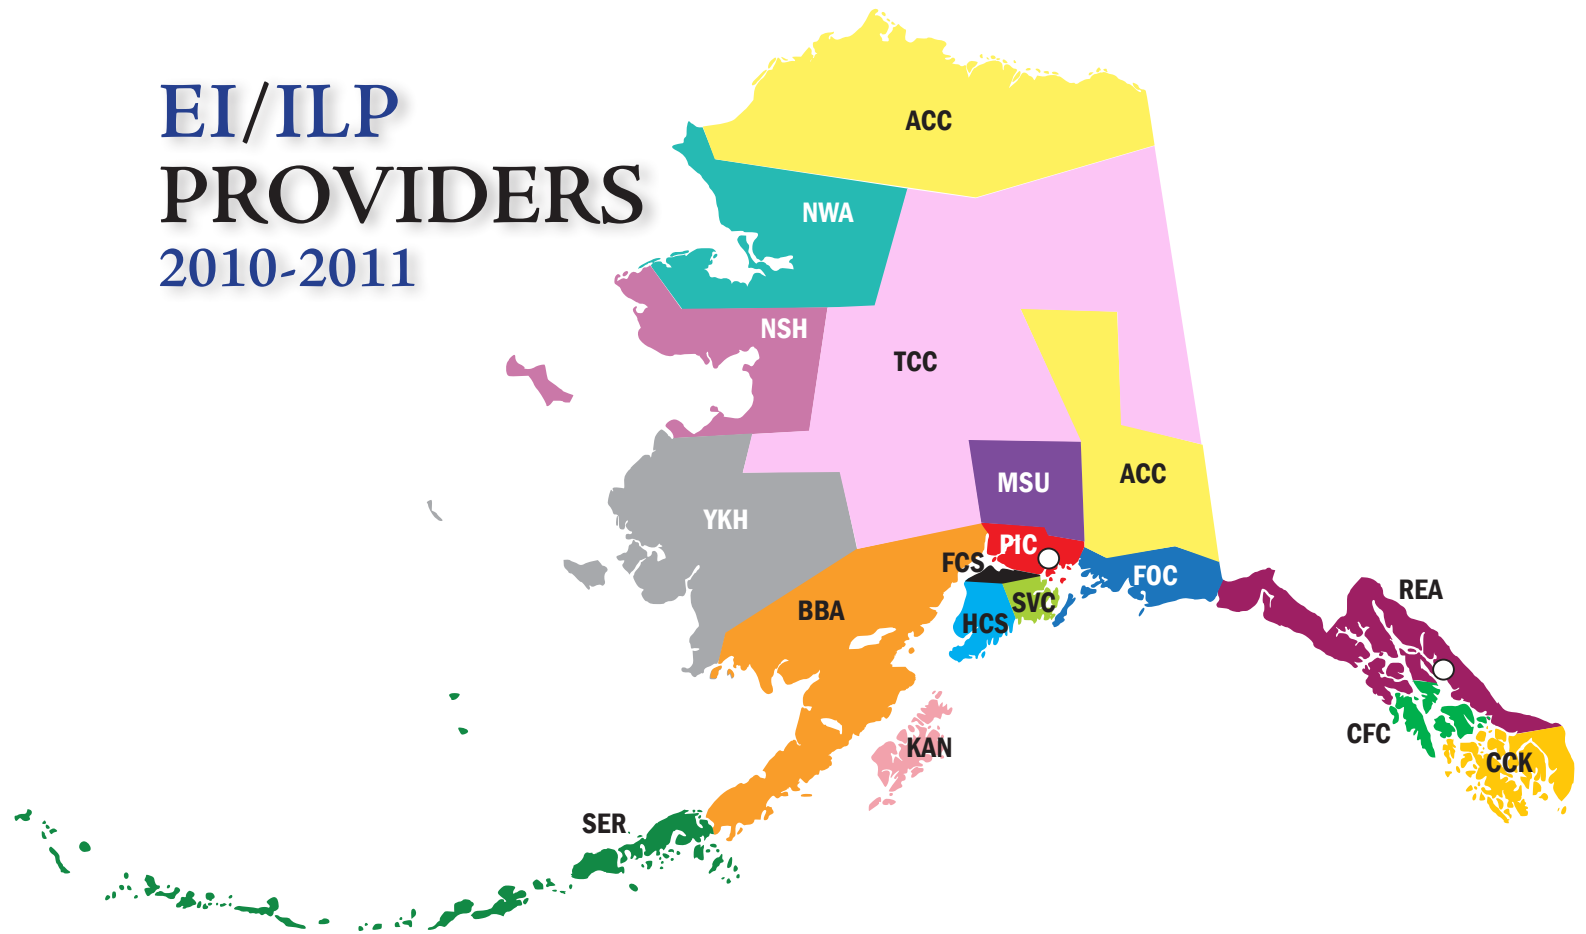 EI/ILP
PROVIDERS
2010-2011
ACC
NWA
NSH
TCC
MSU
ACC
YKH
PIC
FCS
FOC
SVC
HCS
BBA
REA
CFC
KAN
CCK
SER